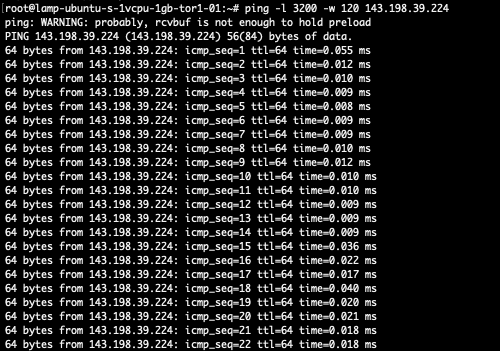 [root@lamp-ubuntu-s-1vcpu-1gb-tor1-01:~# ping -l 3200 -w 120 143.198.39.224
ping: WARNING: probably, rcvbuf is not enough to hold preload
PING 143.198.39.224 (143.198.39.224) 56(84) bytes of data.
64 bytes from 143.198.39.224: icmp_seq=1 ttl=64 time=0.055 ms
64 bytes from 143.198.39.224: icmp_seq=2 ttl=64 time=0.012 ms
64 bytes from 143.198.39.224: icmp_seq=3 ttl=64 time=0.010 ms
64 bytes from 143.198.39.224: icmp_seq=4 ttl=64 time=0.009 ms
64 bytes from 143.198.39.224: icmp_seq=5 ttl=64 time=0.008 ms
64 bytes from 143.198.39.224: icmp_seq=6 ttl=64 time=0.009 ms
64 bytes from 143.198.39.224: icmp_seq=7 ttl=64 time=0.009 ms
64 bytes from 143.198.39.224: icmp_seq=8 ttl=64 time=0.010 ms
64 bytes from 143.198.39.224: icmp_seq=9 ttl=64 time=0.012 ms
64 bytes from 143.198.39.224: icmp_seq=10 ttl=64 time=0.010 ms
64 bytes from 143.198.39.224: icmp_seq=11 ttl=64 time=0.010 ms
64 bytes from 143.198.39.224: icmp_seq=12 ttl=64 time=0.009 ms
64 bytes from 143.198.39.224: icmp_seq=13 ttl=64 time=0.009 ms
64 bytes from 143.198.39.224: icmp_seq=14 ttl=64 time=0.009 ms
64 bytes from 143.198.39.224: icmp_seq=15 ttl=64 time=0.036 ms
64 bytes from 143.198.39.224: icmp_seq=16 ttl=64 time=0.022 ms
64 bytes from 143.198.39.224: icmp_seq=17 ttl=64 time=0.017 ms
64 bytes from 143.198.39.224: icmp_seq=18 ttl=64 time=0.040 ms
64 bytes from 143.198.39.224: icmp_seq=19 ttl=64 time=0.020 ms
64 bytes from 143.198.39.224: icmp_seq=20 ttl=64 time=0.021 ms
64 bytes from 143.198.39.224: icmp_seq=21 ttl=64 time=0.018 ms
64 bytes from 143.198.39.224: icmp_seq=22 ttl=64 time=0.018 ms